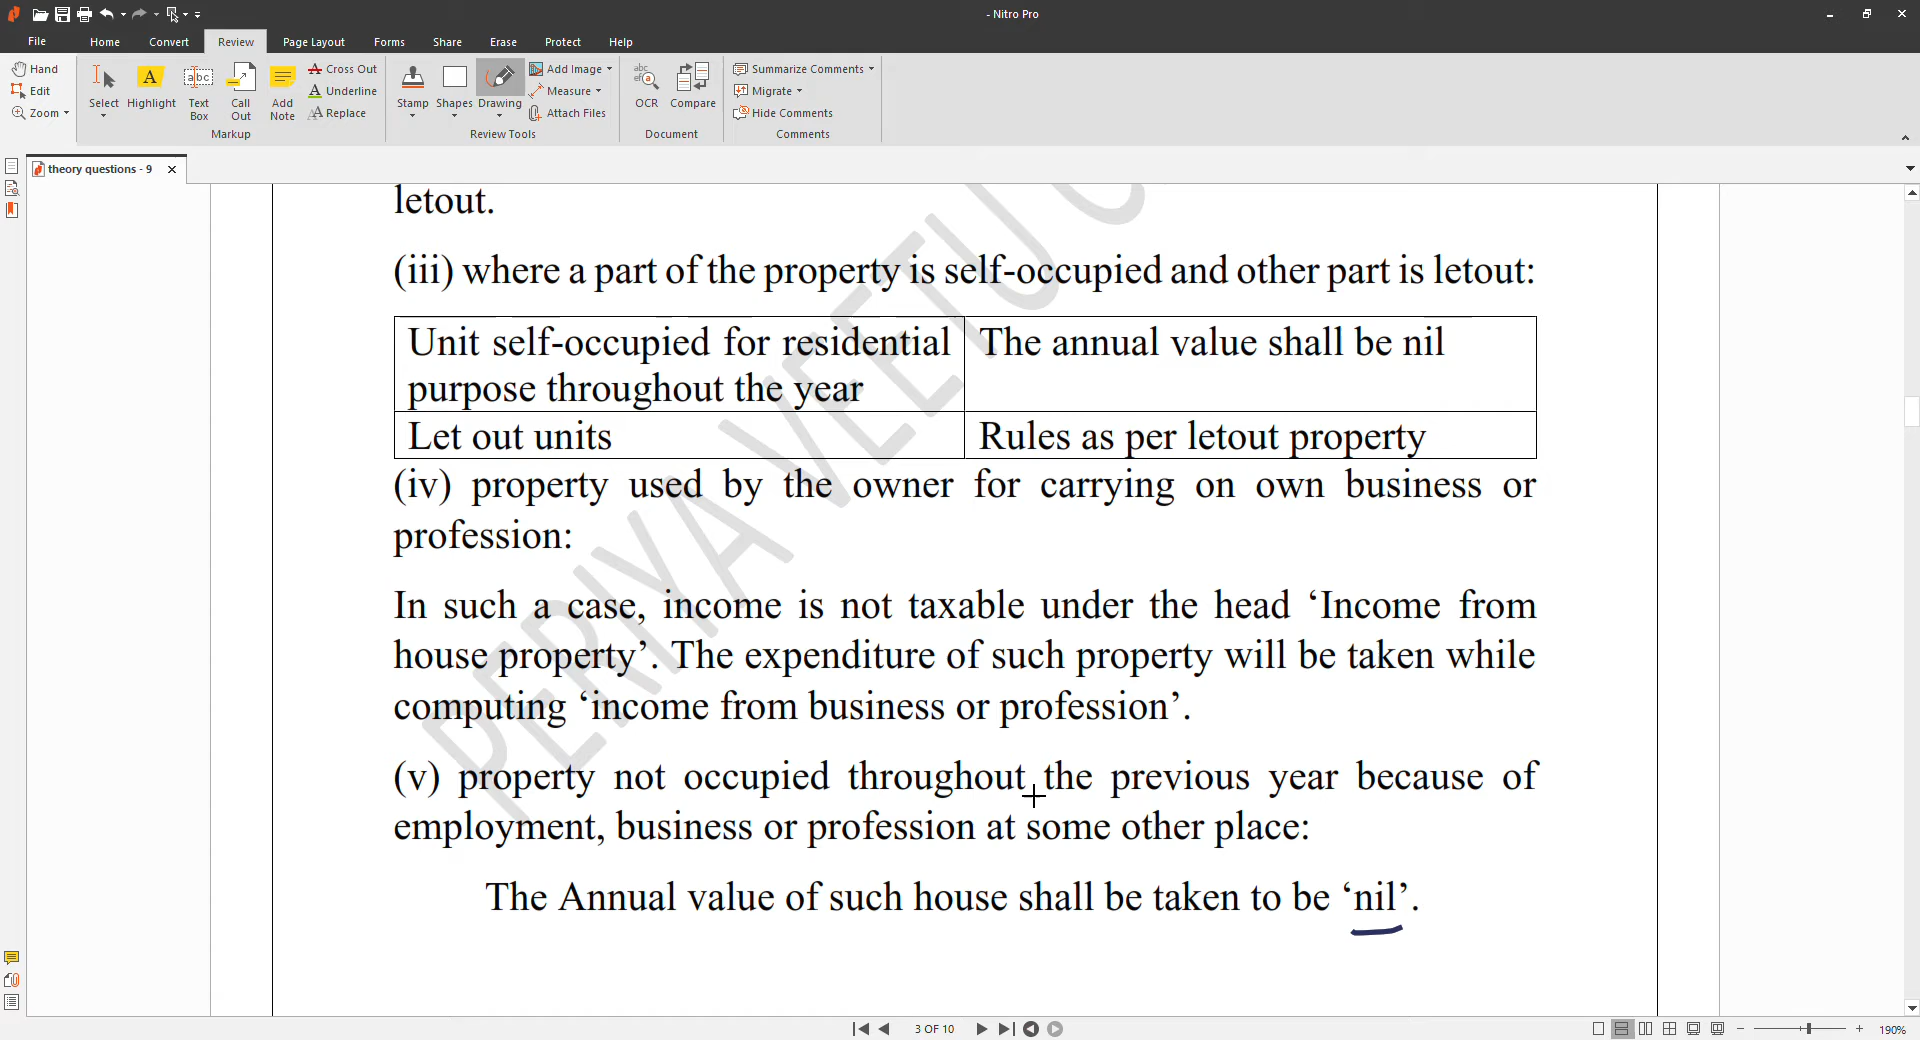 - Nitro Pro
File Home Convert Review Page Layout Forms Share Erase Protect Help
Hand
Edit
Zoom
Select
Highlight
Text Box
Call Out
Add Note
Cross Out
Underline
Replace
Markup
Stamp
Shapes
Drawing
Add Image
Measure
Attach Files
Review Tools
OCR
Compare
Document
Summarize Comments
Migrate
Hide Comments
Comments
theory questions - 9
letout.
(iii) where a part of the property is self-occupied and other part is letout:
Unit self-occupied for residential
purpose throughout the year
The annual value shall be nil
Let out units
Rules as per letout property
(iv) property used by the owner for carrying on own business or
profession:
In such a case, income is not taxable under the head ‘Income from
house property’. The expenditure of such property will be taken while
computing ‘income from business or profession’.
(v) property not occupied throughout the previous year because of
employment, business or profession at some other place:
The Annual value of such house shall be taken to be ‘nil’.
PERIYA VEETU
3 OF 10
190%